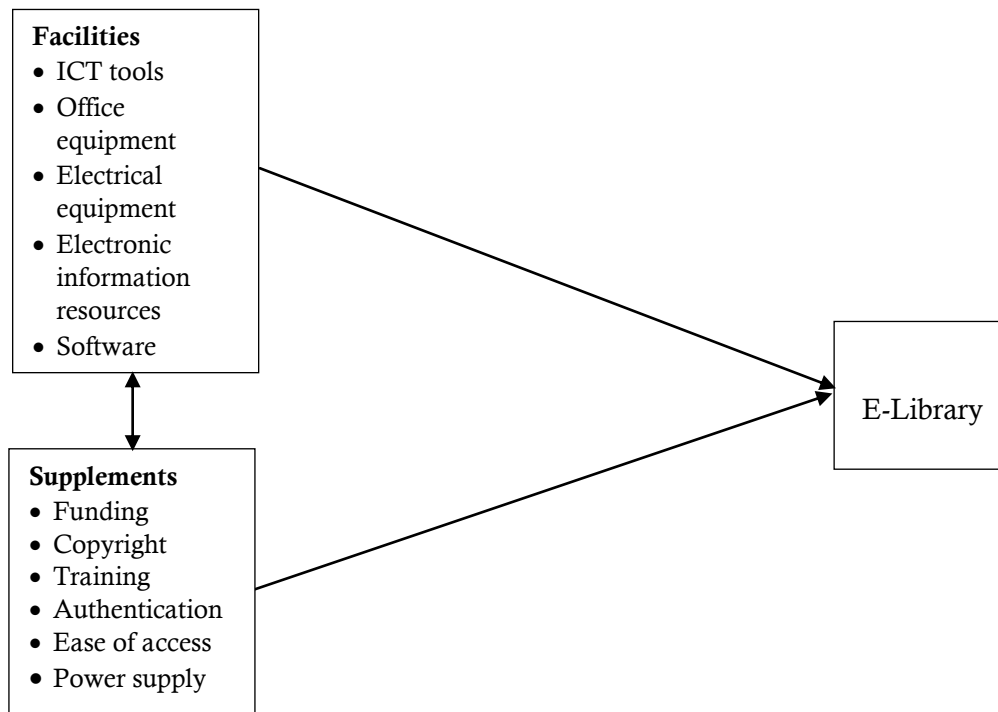 Facilities
• ICT tools
• Office
equipment
• Electrical
equipment
• Electronic
information
resources
• Software
E-Library
Supplements
• Funding
• Copyright
• Training
• Authentication
• Ease of access
• Power supply